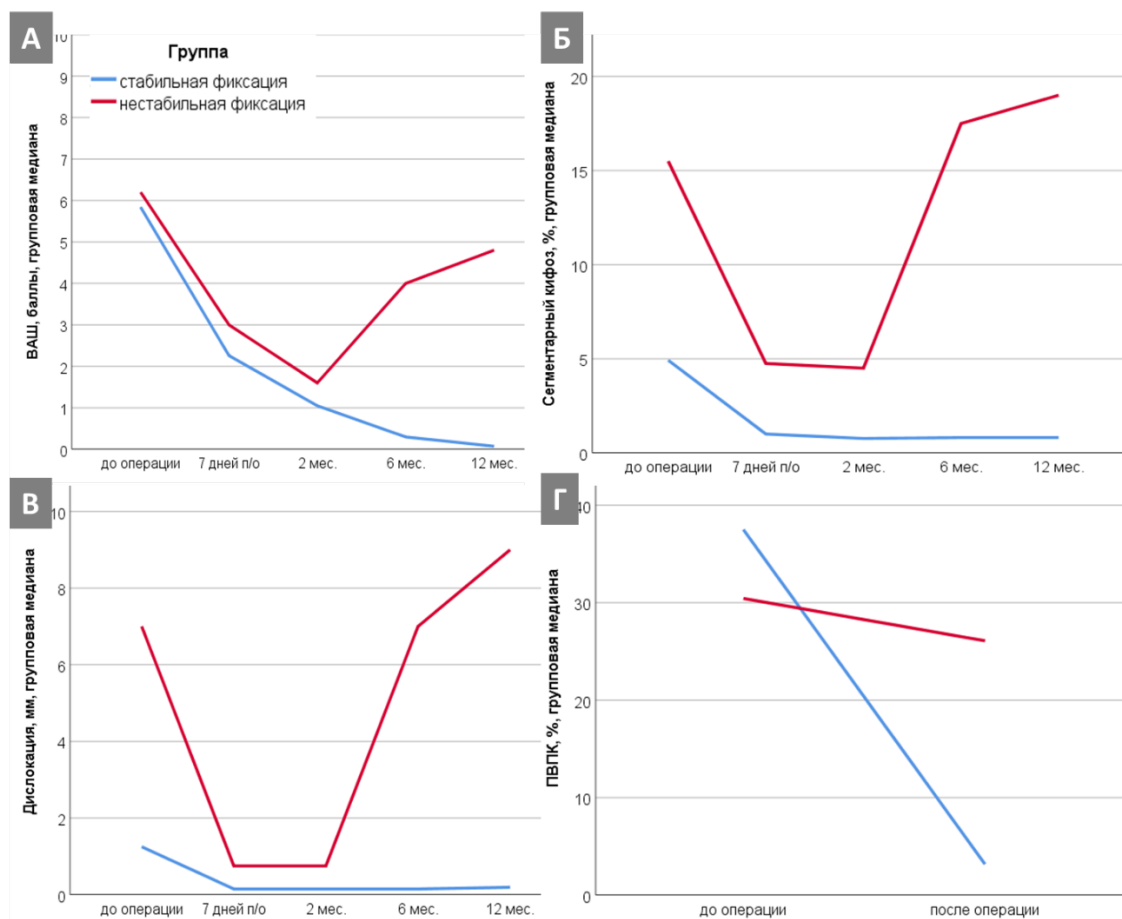 А
Группа
стабильная фиксация
нестабильная фиксация
ВАШ, баллы, групповая медиана
10
9
8
7
6
5
4
3
2
1
0
до операции 7 дней п/о 2 мес. 6 мес. 12 мес.
Б
Сегментарный кифоз, %, групповая медиана
20
15
10
5
0
до операции 7 дней п/о 2 мес. 6 мес. 12 мес.
В
Дислокация, мм, групповая медиана
10
8
6
4
2
0
до операции 7 дней п/о 2 мес. 6 мес. 12 мес.
Г
ПВПК, %, групповая медиана
40
30
20
10
0
до операции после операции